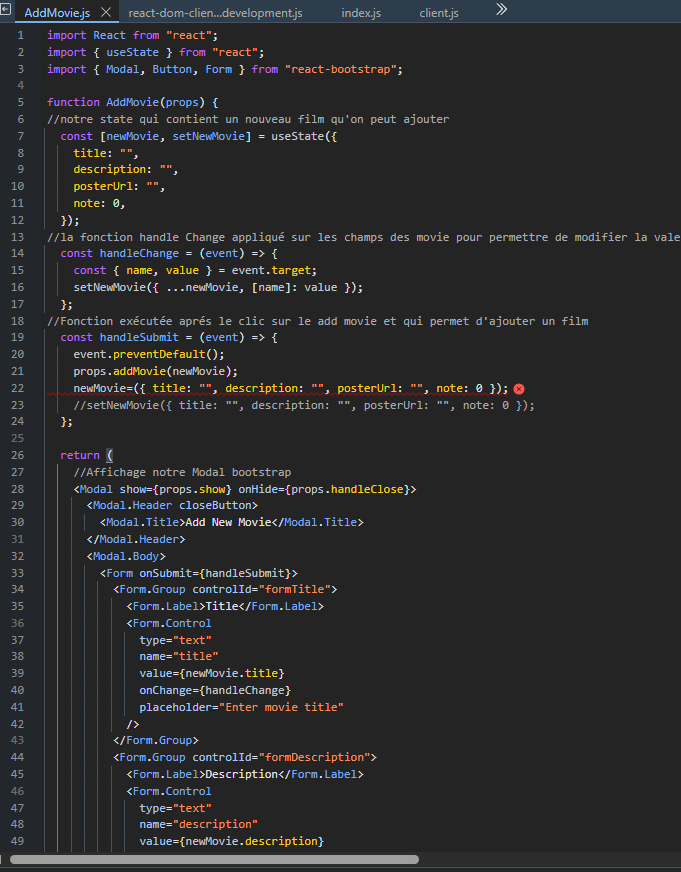 AddMovie.js react-dom-clien...development.js index.js client.js
1 import React from "react";
2 import { useState } from "react";
3 import { Modal, Button, Form } from "react-bootstrap";
4
5 function AddMovie(props) {
6 //notre state qui contient un nouveau film qu'on peut ajouter
7 const [newMovie, setNewMovie] = useState({
8 title: "",
9 description: "",
10 posterUrl: "",
11 note: 0,
12 });
13 //la fonction handle Change appliqué sur les champs des movie pour permettre de modifier la vale
14 const handleChange = (event) => {
15 const { name, value } = event.target;
16 setNewMovie({ ...newMovie, [name]: value });
17 };
18 //Fonction exécutée aprés le clic sur le add movie et qui permet d'ajouter un film
19 const handleSubmit = (event) => {
20 event.preventDefault();
21 props.addMovie(newMovie);
22 newMovie=({ title: "", description: "", posterUrl: "", note: 0 });
23 //setNewMovie({ title: "", description: "", posterUrl: "", note: 0 });
24 };
25
26 return (
27 //Affichage notre Modal bootstrap
28 <Modal show={props.show} onHide={props.handleClose}>
29 <Modal.Header closeButton>
30 <Modal.Title>Add New Movie</Modal.Title>
31 </Modal.Header>
32 <Modal.Body>
33 <Form onSubmit={handleSubmit}>
34 <Form.Group controlId="formTitle">
35 <Form.Label>Title</Form.Label>
36 <Form.Control
37 type="text"
38 name="title"
39 value={newMovie.title}
40 onChange={handleChange}
41 placeholder="Enter movie title"
42 />
43 </Form.Group>
44 <Form.Group controlId="formDescription">
45 <Form.Label>Description</Form.Label>
46 <Form.Control
47 type="text"
48 name="description"
49 value={newMovie.description}